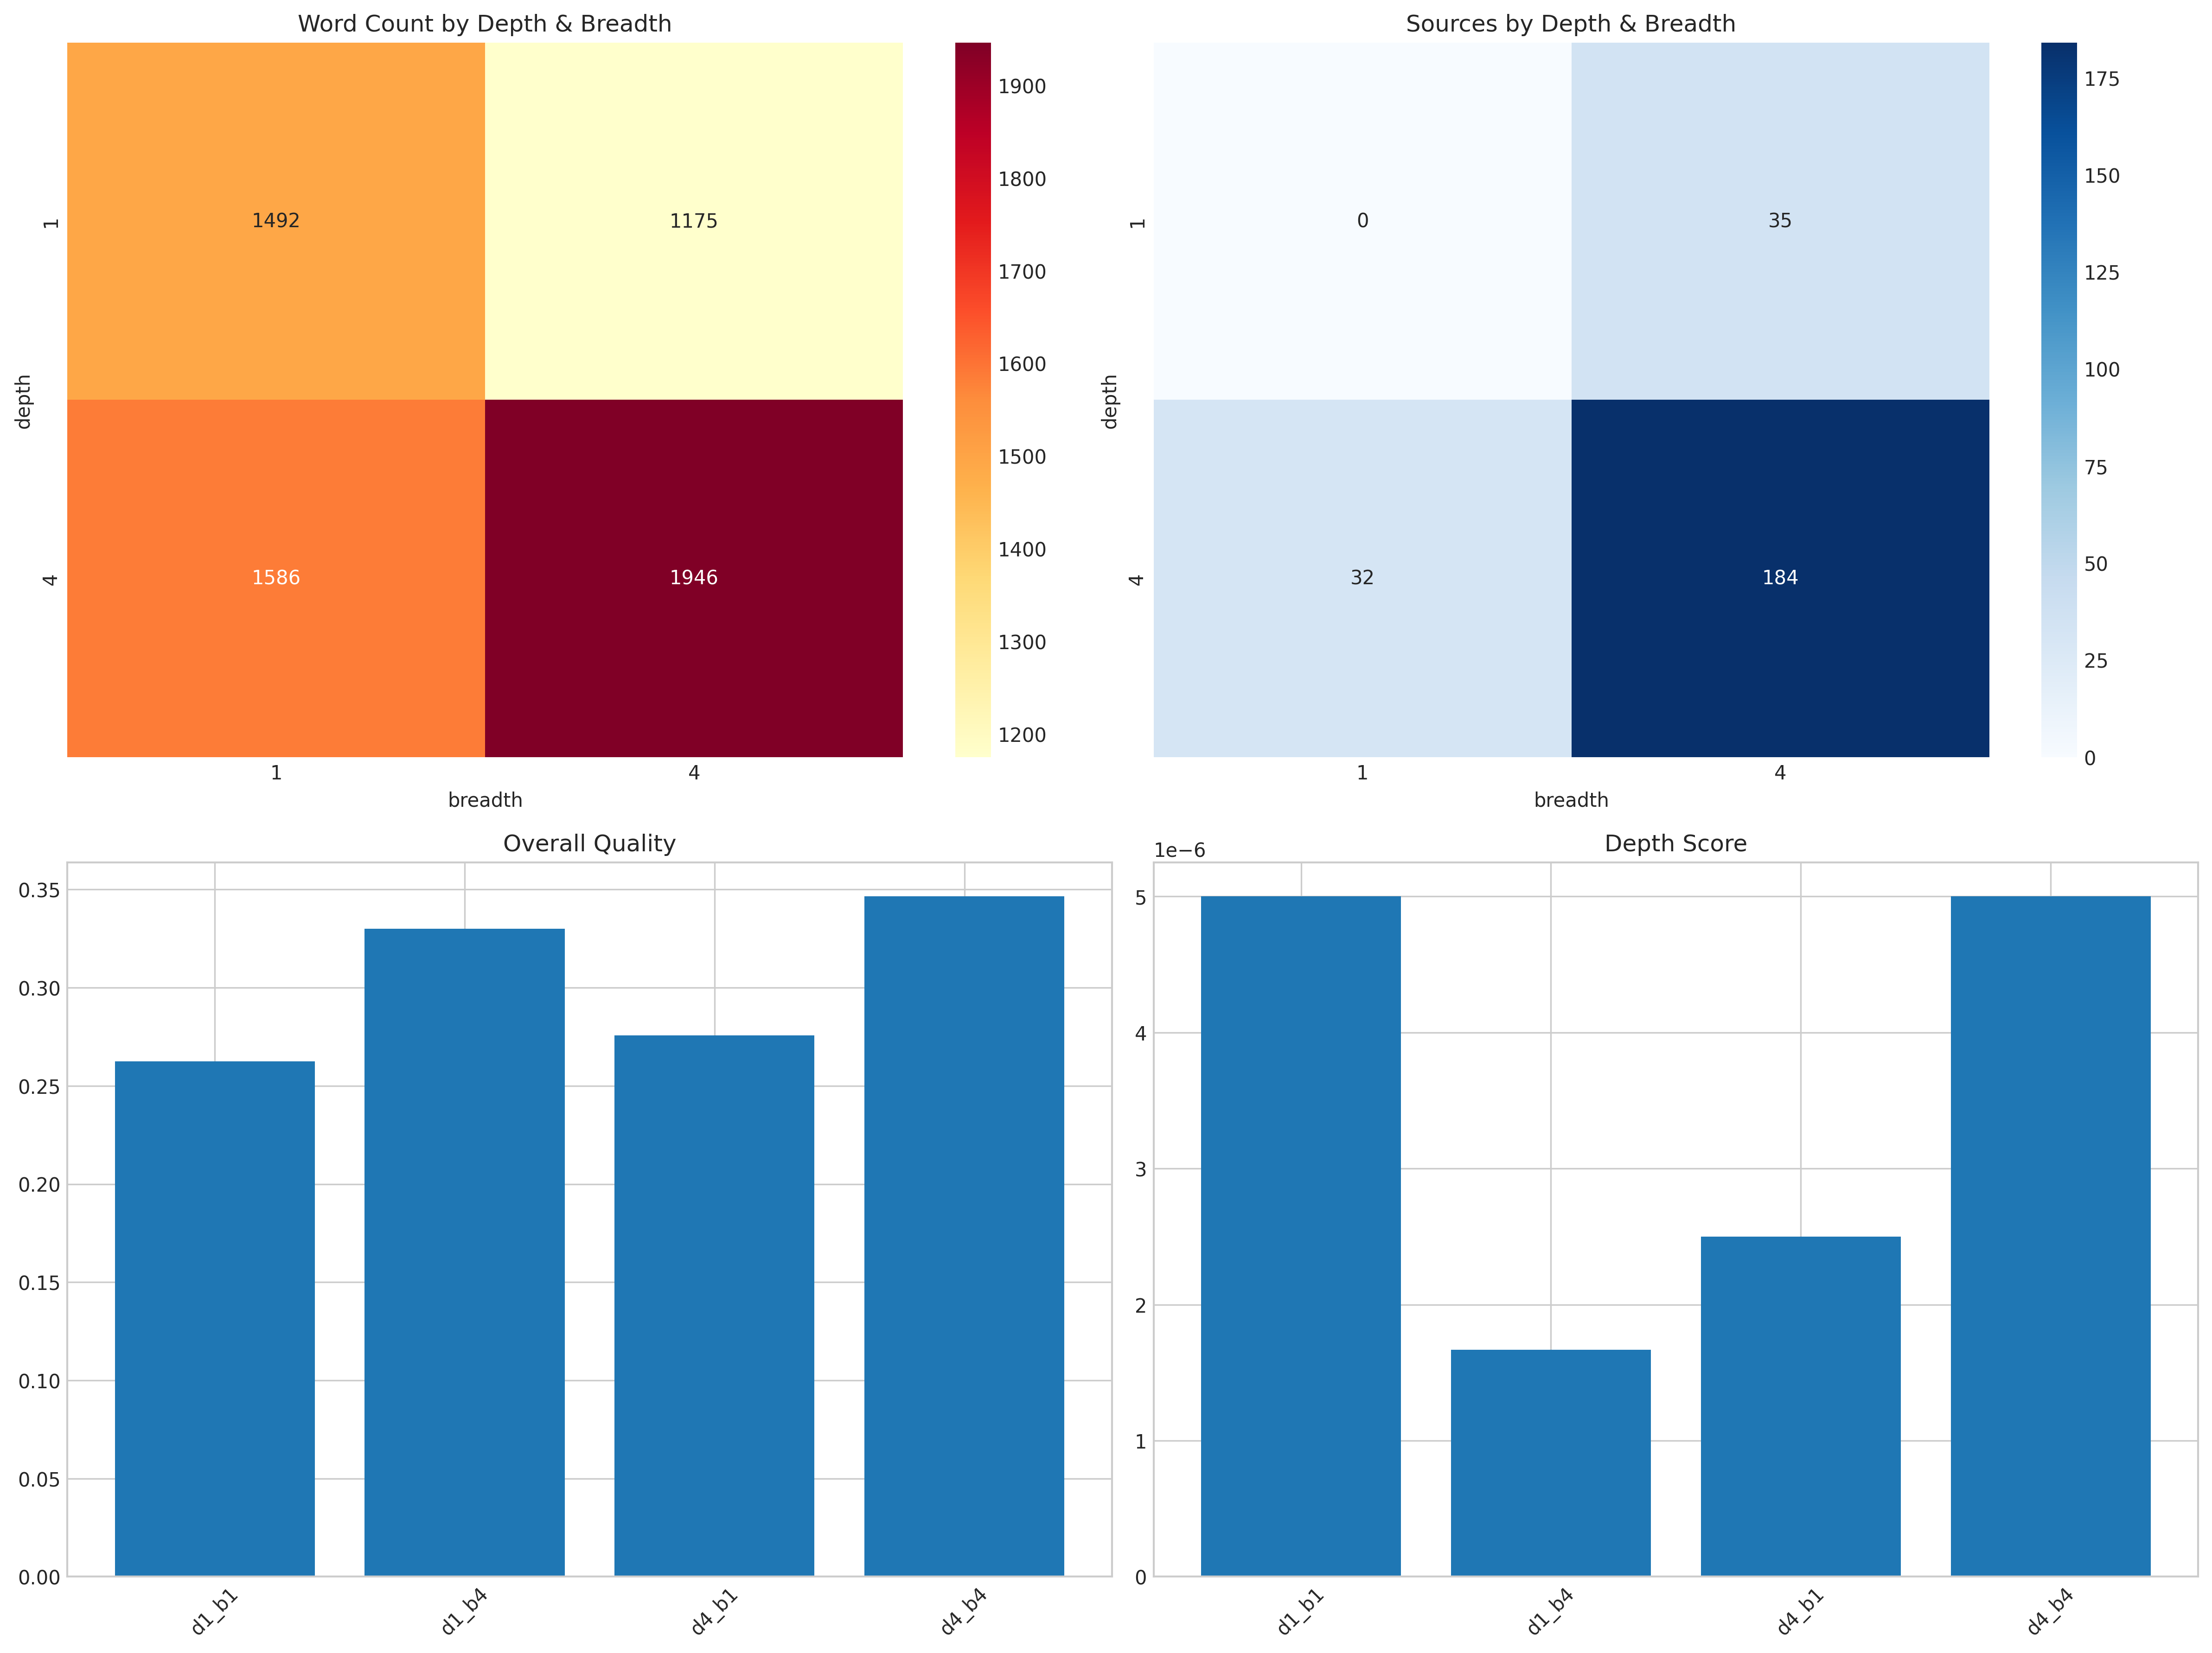 Word Count by Depth & Breadth
1492
1175
1586
1946
1
4
depth
1
4
breadth
1900
1800
1700
1600
1500
1400
1300
1200
Sources by Depth & Breadth
0
35
32
184
1
4
depth
1
4
breadth
175
150
125
100
75
50
25
0
Overall Quality
0.35
0.30
0.25
0.20
0.15
0.10
0.05
0.00
d1_b1
d1_b4
d4_b1
d4_b4
Depth Score
1e−6
5
4
3
2
1
0
d1_b1
d1_b4
d4_b1
d4_b4